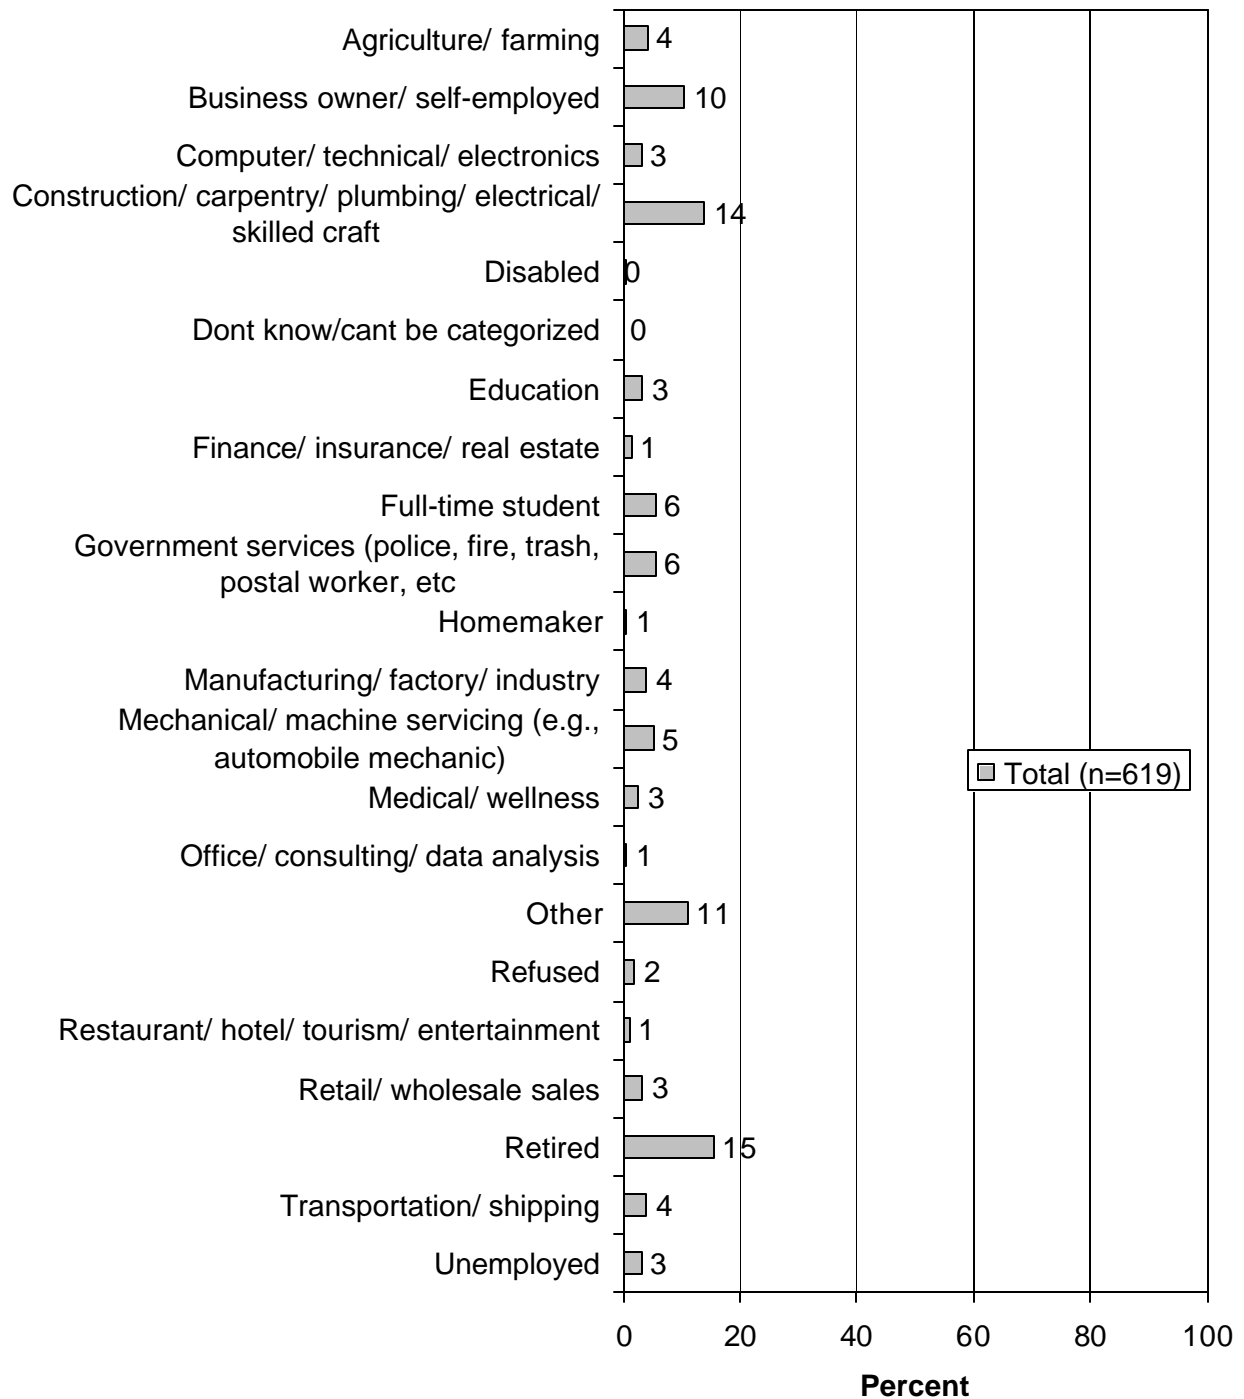 Agriculture/ farming 4
Business owner/ self-employed 10
Computer/ technical/ electronics 3
Construction/ carpentry/ plumbing/ electrical/
skilled craft 14
Disabled 0
Dont know/cant be categorized 0
Education 3
Finance/ insurance/ real estate 1
Full-time student 6
Government services (police, fire, trash,
postal worker, etc 6
Homemaker 1
Manufacturing/ factory/ industry 4
Mechanical/ machine servicing (e.g.,
automobile mechanic) 5
Total (n=619)
Medical/ wellness 3
Office/ consulting/ data analysis 1
Other 11
Refused 2
Restaurant/ hotel/ tourism/ entertainment 1
Retail/ wholesale sales 3
Retired 15
Transportation/ shipping 4
Unemployed 3
0 20 40 60 80 100
Percent